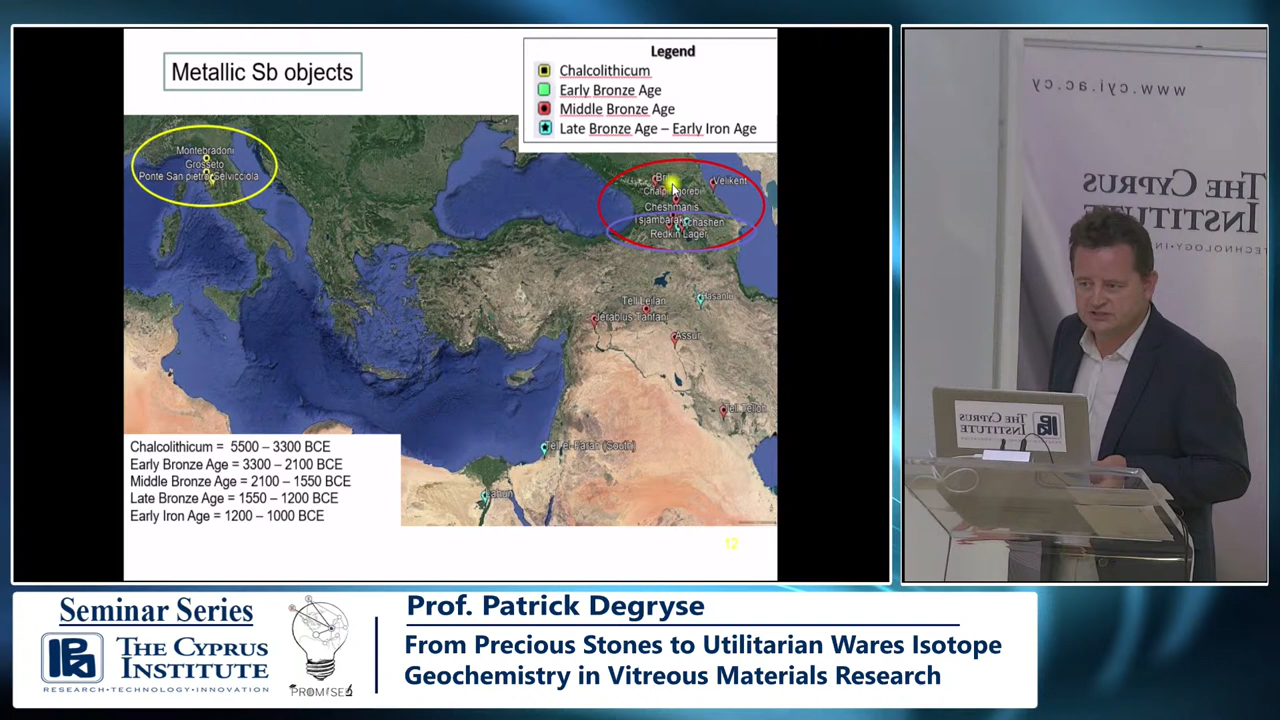 Metallic Sb objects
Legend
Chalcolithicum
Early Bronze Age
Middle Bronze Age
Late Bronze Age – Early Iron Age
Montebradoni
Grosseto
Ponte San pietro Selvicciola
Velikent
Cheshmanis
Redkin Lager
Hasanlu
Tell Leilan
Jerablus Tahtani
Assur
Tell Telloh
Tell el-Farah (South)
Chalcolithicum = 5500 – 3300 BCE
Early Bronze Age = 3300 – 2100 BCE
Middle Bronze Age = 2100 – 1550 BCE
Late Bronze Age = 1550 – 1200 BCE
Early Iron Age = 1200 – 1000 BCE
12
www.cyi.ac.cy
THE CYPRUS
INSTITUTE
THE CYPRUS
INSTITUTE
Seminar Series
THE CYPRUS
INSTITUTE
RESEARCH•TECHNOLOGY•INNOVATION
PROMISE
Prof. Patrick Degryse
From Precious Stones to Utilitarian Wares Isotope
Geochemistry in Vitreous Materials Research